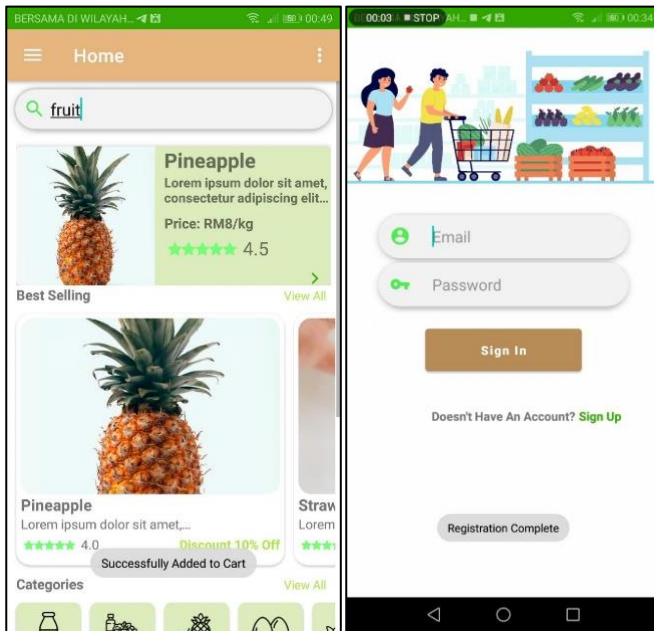 BERSAMA DI WILAYAH... 00:49
Home
fruit
Pineapple
Lorem ipsum dolor sit amet,
consectetur adipiscing elit...
Price: RM8/kg
4.5
Best Selling
View All
Pineapple
Lorem ipsum dolor sit amet,...
4.0
Discount 10% Off
Straw
Lorem
Successfully Added to Cart
Categories
View All
00:03 STOP AH... 00:34
Email
Password
Sign In
Doesn't Have An Account? Sign Up
Registration Complete